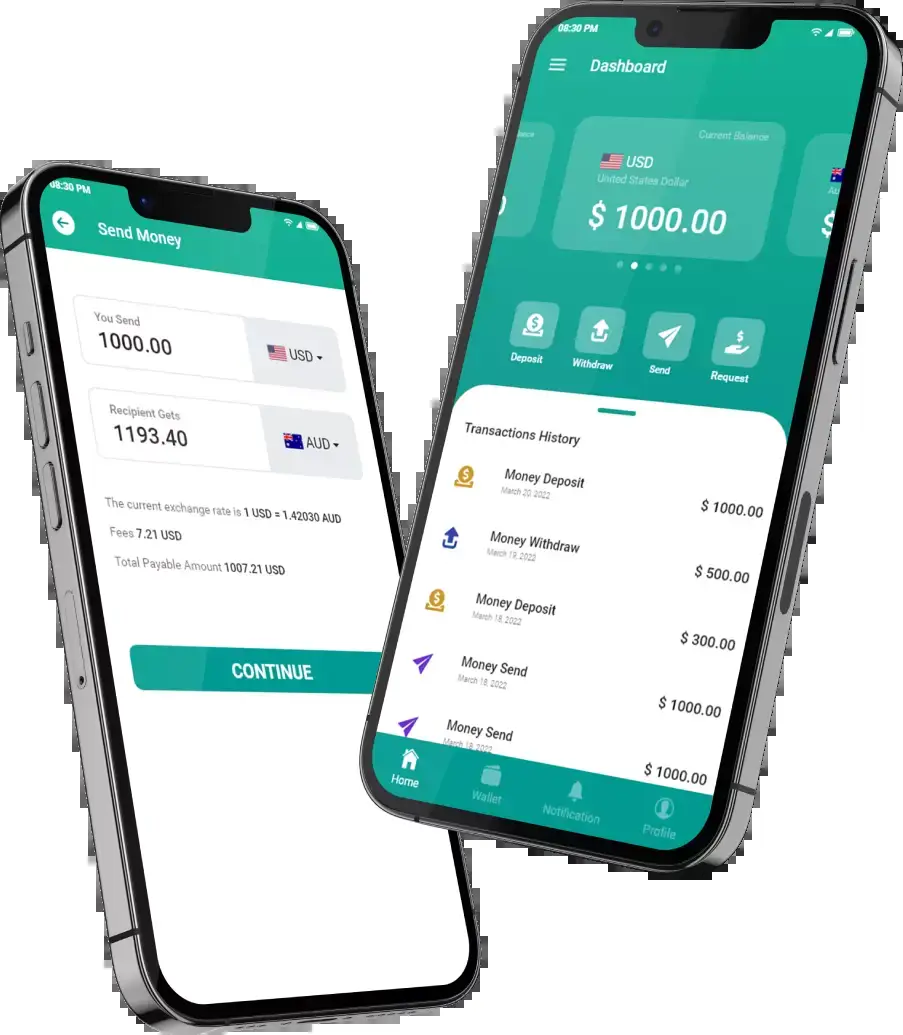 08:30 PM
Send Money
You Send
1000.00
USD
Recipient Gets
1193.40
AUD
The current exchange rate is 1 USD = 1.42030 AUD
Fees 7.21 USD
Total Payable Amount 1007.21 USD
CONTINUE
08:30 PM
Dashboard
Current Balance
USD
United States Dollar
$ 1000.00
$
Deposit
Withdraw
Send
Request
Transactions History
Money Deposit
March 20, 2022
$ 1000.00
Money Withdraw
March 19, 2022
$ 500.00
Money Deposit
March 18, 2022
$ 300.00
Money Send
March 18, 2022
$ 1000.00
Money Send
March 18, 2022
$ 1000.00
Home
Wallet
Notification
Profile